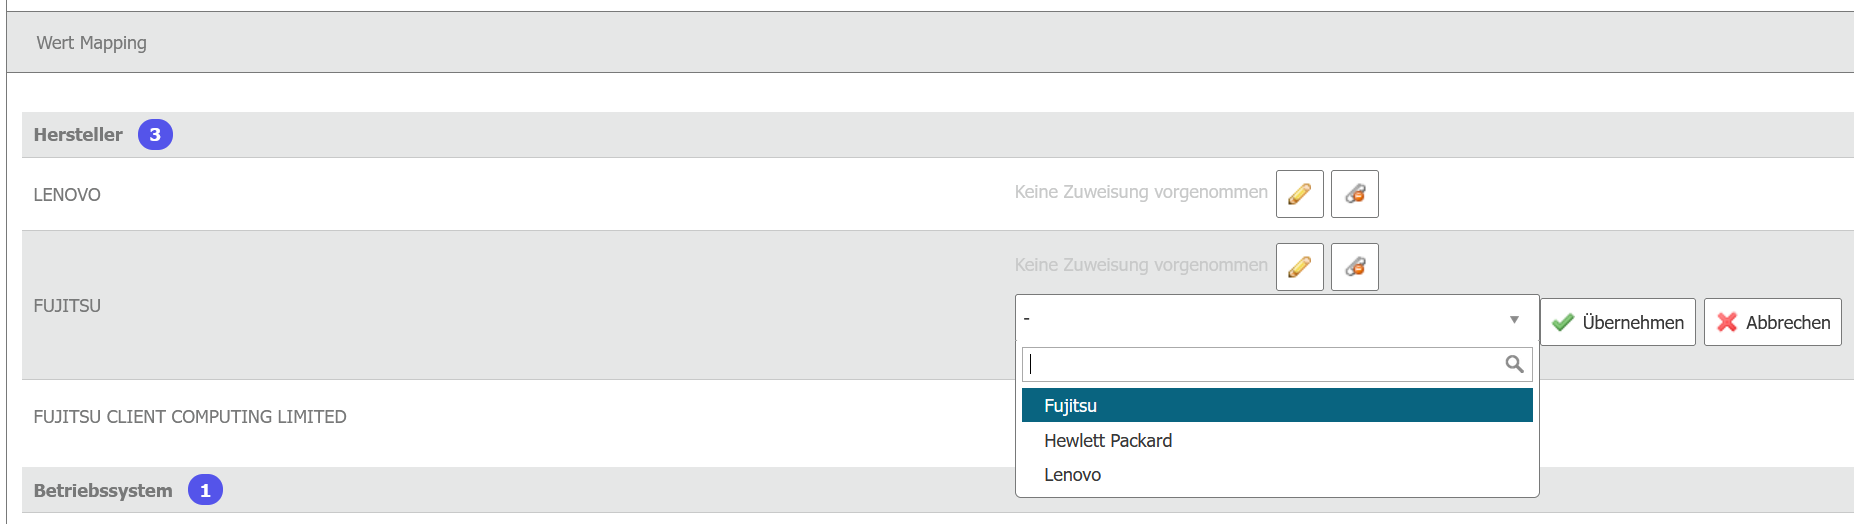 Wert Mapping
Hersteller 3
LENOVO Keine Zuweisung vorgenommen
Keine Zuweisung vorgenommen
FUJITSU
- Übernehmen Abbrechen
Fujitsu
FUJITSU CLIENT COMPUTING LIMITED
Hewlett Packard
Lenovo
Betriebssystem 1